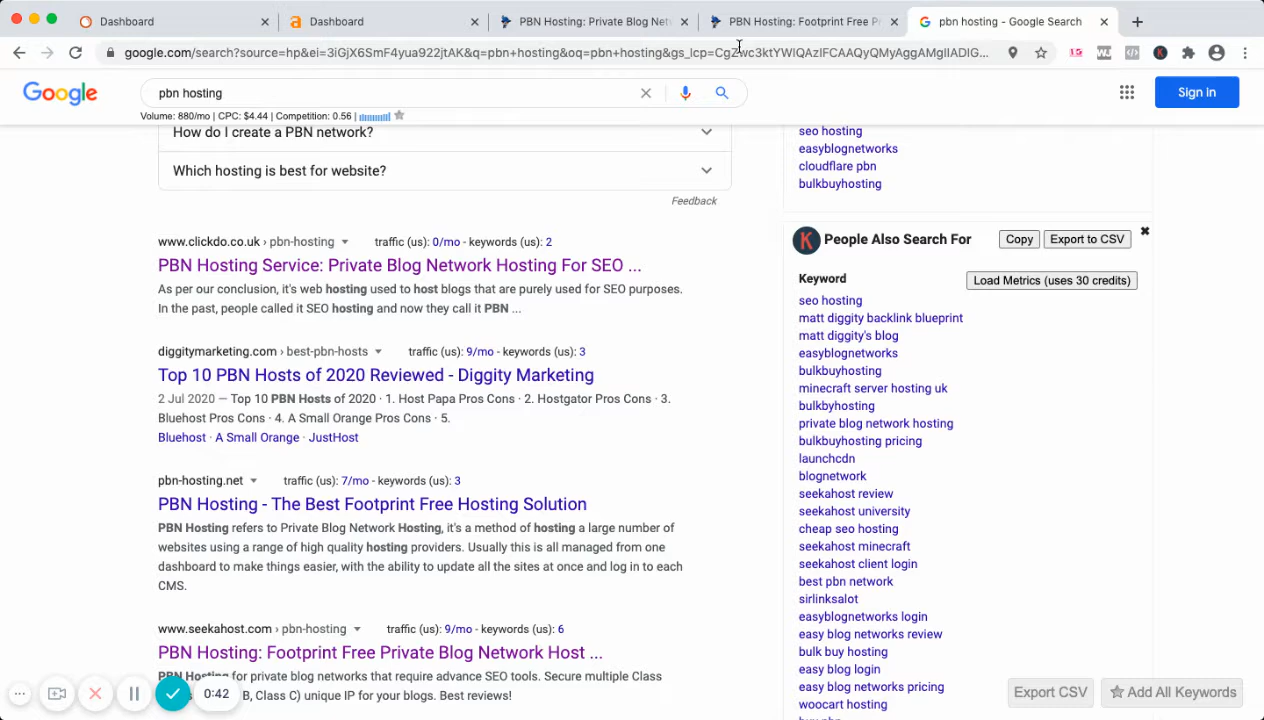 Dashboard
Dashboard
PBN Hosting: Private Blog Netw
PBN Hosting: Footprint Free P
pbn hosting - Google Search
google.com/search?source=hp&ei=3iGjX6SmF4yua922jtAK&q=pbn+hosting&oq=pbn+hosting&gs_lcp=CgZwc3ktYWIQAzIFCAAQyQMyAggAMgIIADIG...
Google
pbn hosting
Sign in
Volume: 880/mo | CPC: $4.44 | Competition: 0.56 |
How do I create a PBN network?
Which hosting is best for website?
Feedback
www.clickdo.co.uk › pbn-hosting
traffic (us): 0/mo - keywords (us): 2
PBN Hosting Service: Private Blog Network Hosting For SEO ...
As per our conclusion, it's web hosting used to host blogs that are purely used for SEO purposes.
In the past, people called it SEO hosting and now they call it PBN ...
diggitymarketing.com › best-pbn-hosts
traffic (us): 9/mo - keywords (us): 3
Top 10 PBN Hosts of 2020 Reviewed - Diggity Marketing
2 Jul 2020 — Top 10 PBN Hosts of 2020 · 1. Host Papa Pros Cons · 2. Hostgator Pros Cons · 3.
Bluehost Pros Cons · 4. A Small Orange Pros Cons · 5.
Bluehost · A Small Orange · JustHost
pbn-hosting.net
traffic (us): 7/mo - keywords (us): 3
PBN Hosting - The Best Footprint Free Hosting Solution
PBN Hosting refers to Private Blog Network Hosting, it's a method of hosting a large number of
websites using a range of high quality hosting providers. Usually this is all managed from one
dashboard to make things easier, with the ability to update all the sites at once and log in to each
CMS.
www.seekahost.com › pbn-hosting
traffic (us): 9/mo - keywords (us): 6
PBN Hosting: Footprint Free Private Blog Network Host ...
PBN Hosting for private blog networks that require advance SEO tools. Secure multiple Class
B, Class C) unique IP for your blogs. Best reviews!
0:42
seo hosting
easyblognetworks
cloudflare pbn
bulkbuyhosting
K
People Also Search For
Copy
Export to CSV
Keyword
Load Metrics (uses 30 credits)
seo hosting
matt diggity backlink blueprint
matt diggity's blog
easyblognetworks
bulkbuyhosting
minecraft server hosting uk
bulkbyhosting
private blog network hosting
bulkbuyhosting pricing
launchcdn
blognetwork
seekahost review
seekahost university
cheap seo hosting
seekahost minecraft
seekahost client login
best pbn network
sirlinksalot
easyblognetworks login
easy blog networks review
bulk buy hosting
easy blog login
easy blog networks pricing
woocart hosting
Export CSV
Add All Keywords